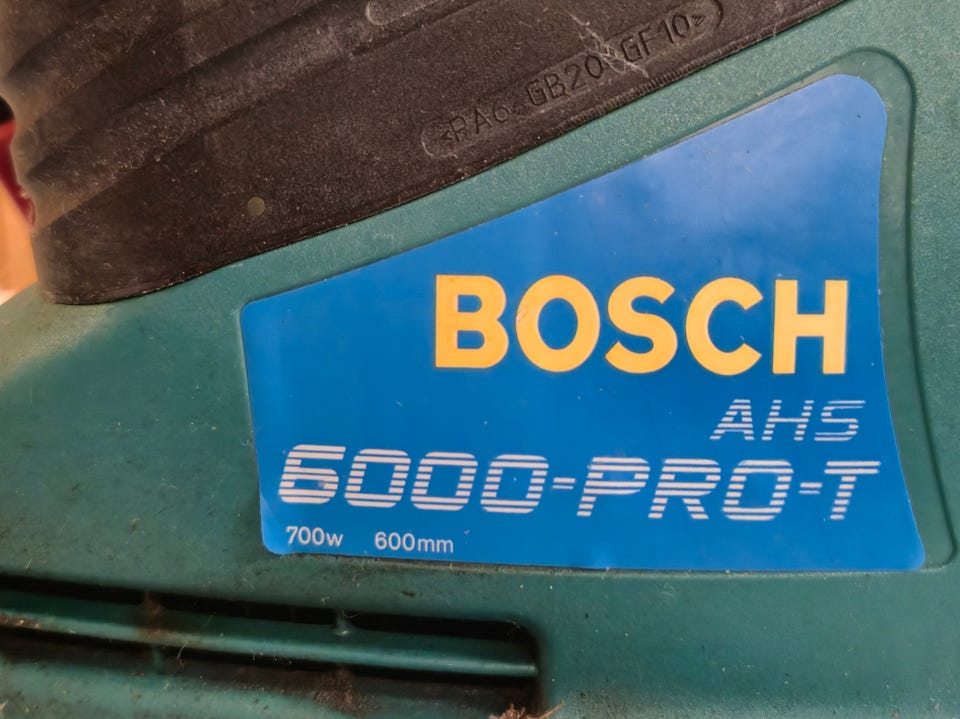 >PA6-GB20-GF10<
BOSCH
AHS
6000-PRO-T
700w 600mm